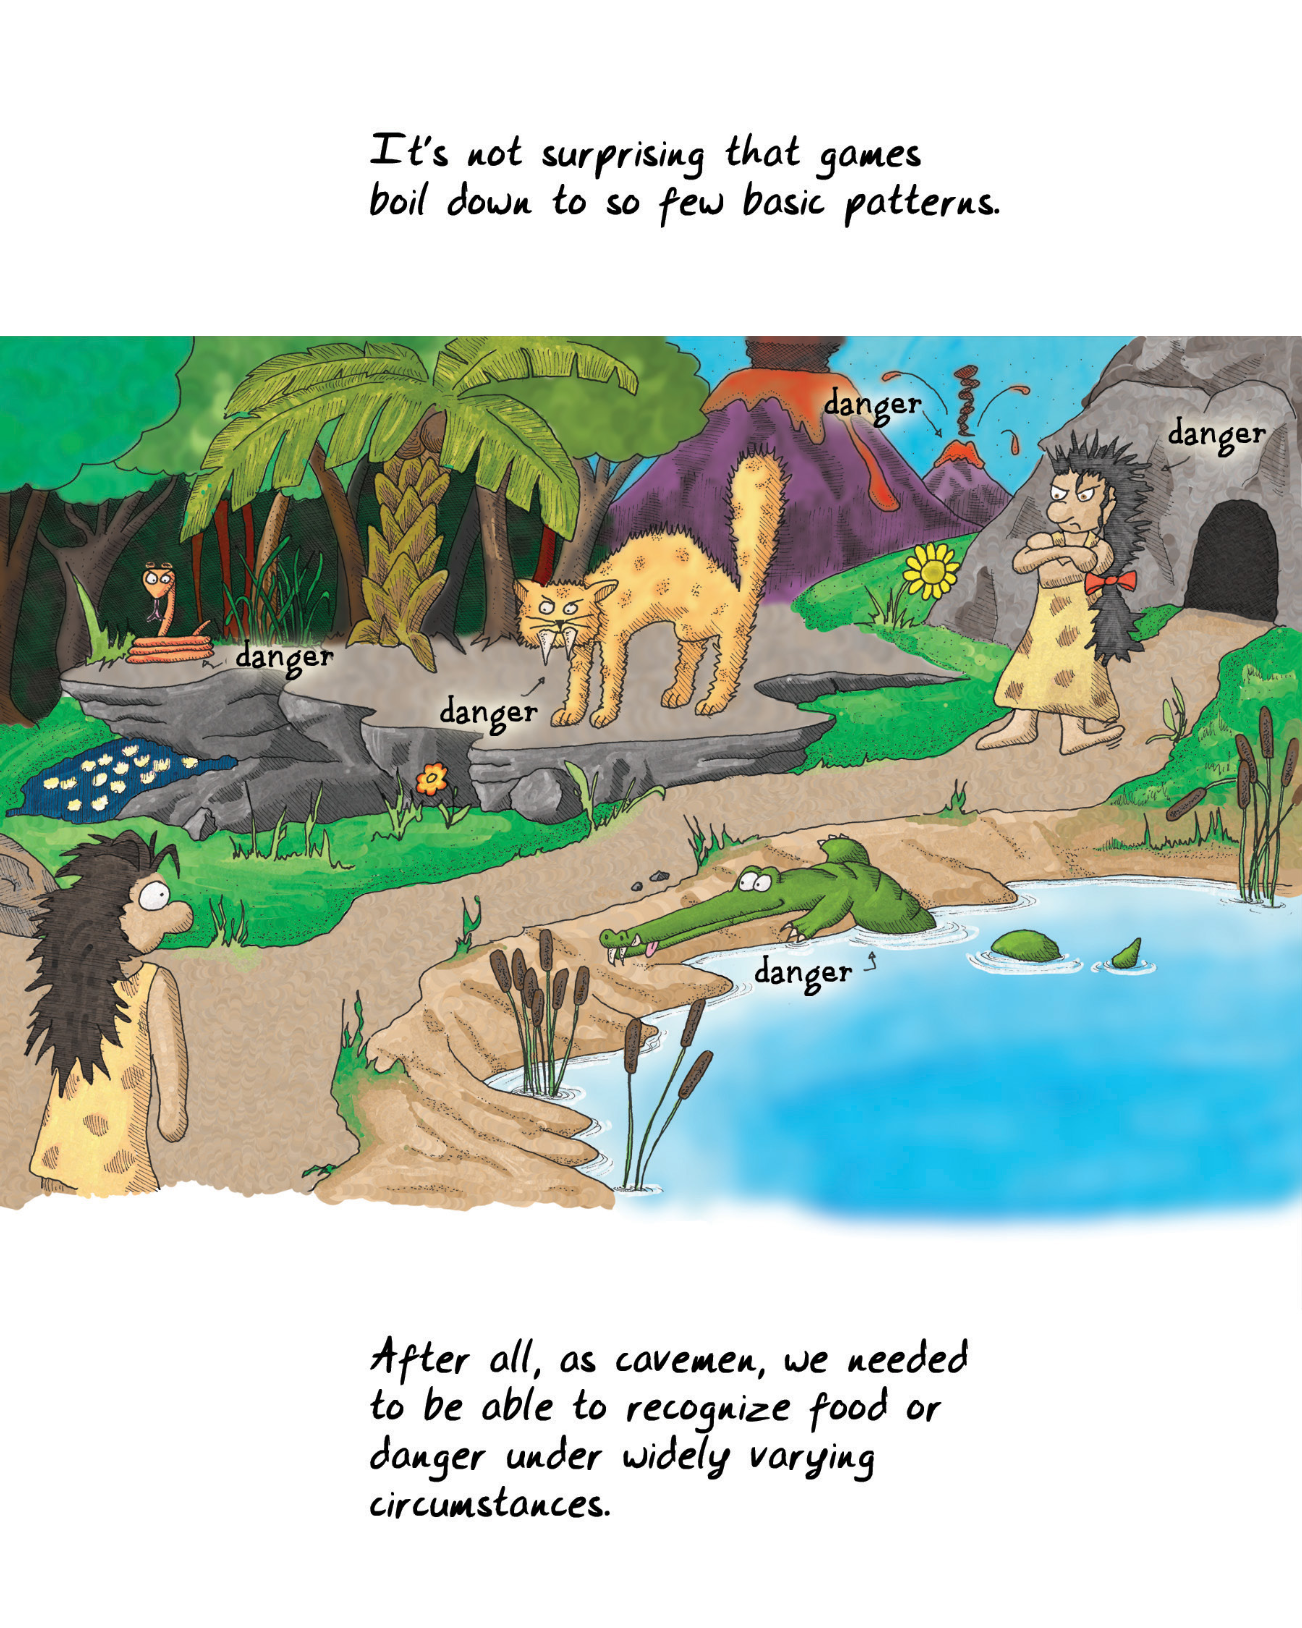 It's not surprising that games
boil down to so few basic patterns.
danger
danger
danger
danger
danger
After all, as cavemen, we needed
to be able to recognize food or
danger under widely varying
circumstances.